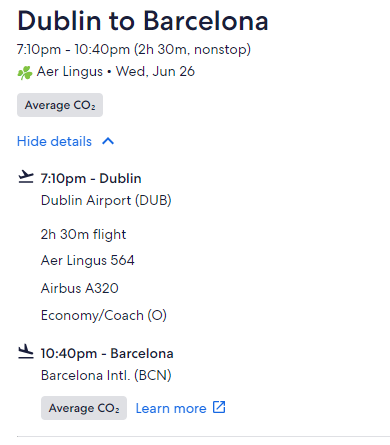 Dublin to Barcelona
7:10pm - 10:40pm (2h 30m, nonstop)
Aer Lingus • Wed, Jun 26
Average CO₂
Hide details
7:10pm - Dublin
Dublin Airport (DUB)
2h 30m flight
Aer Lingus 564
Airbus A320
Economy/Coach (O)
10:40pm - Barcelona
Barcelona Intl. (BCN)
Average CO₂ Learn more